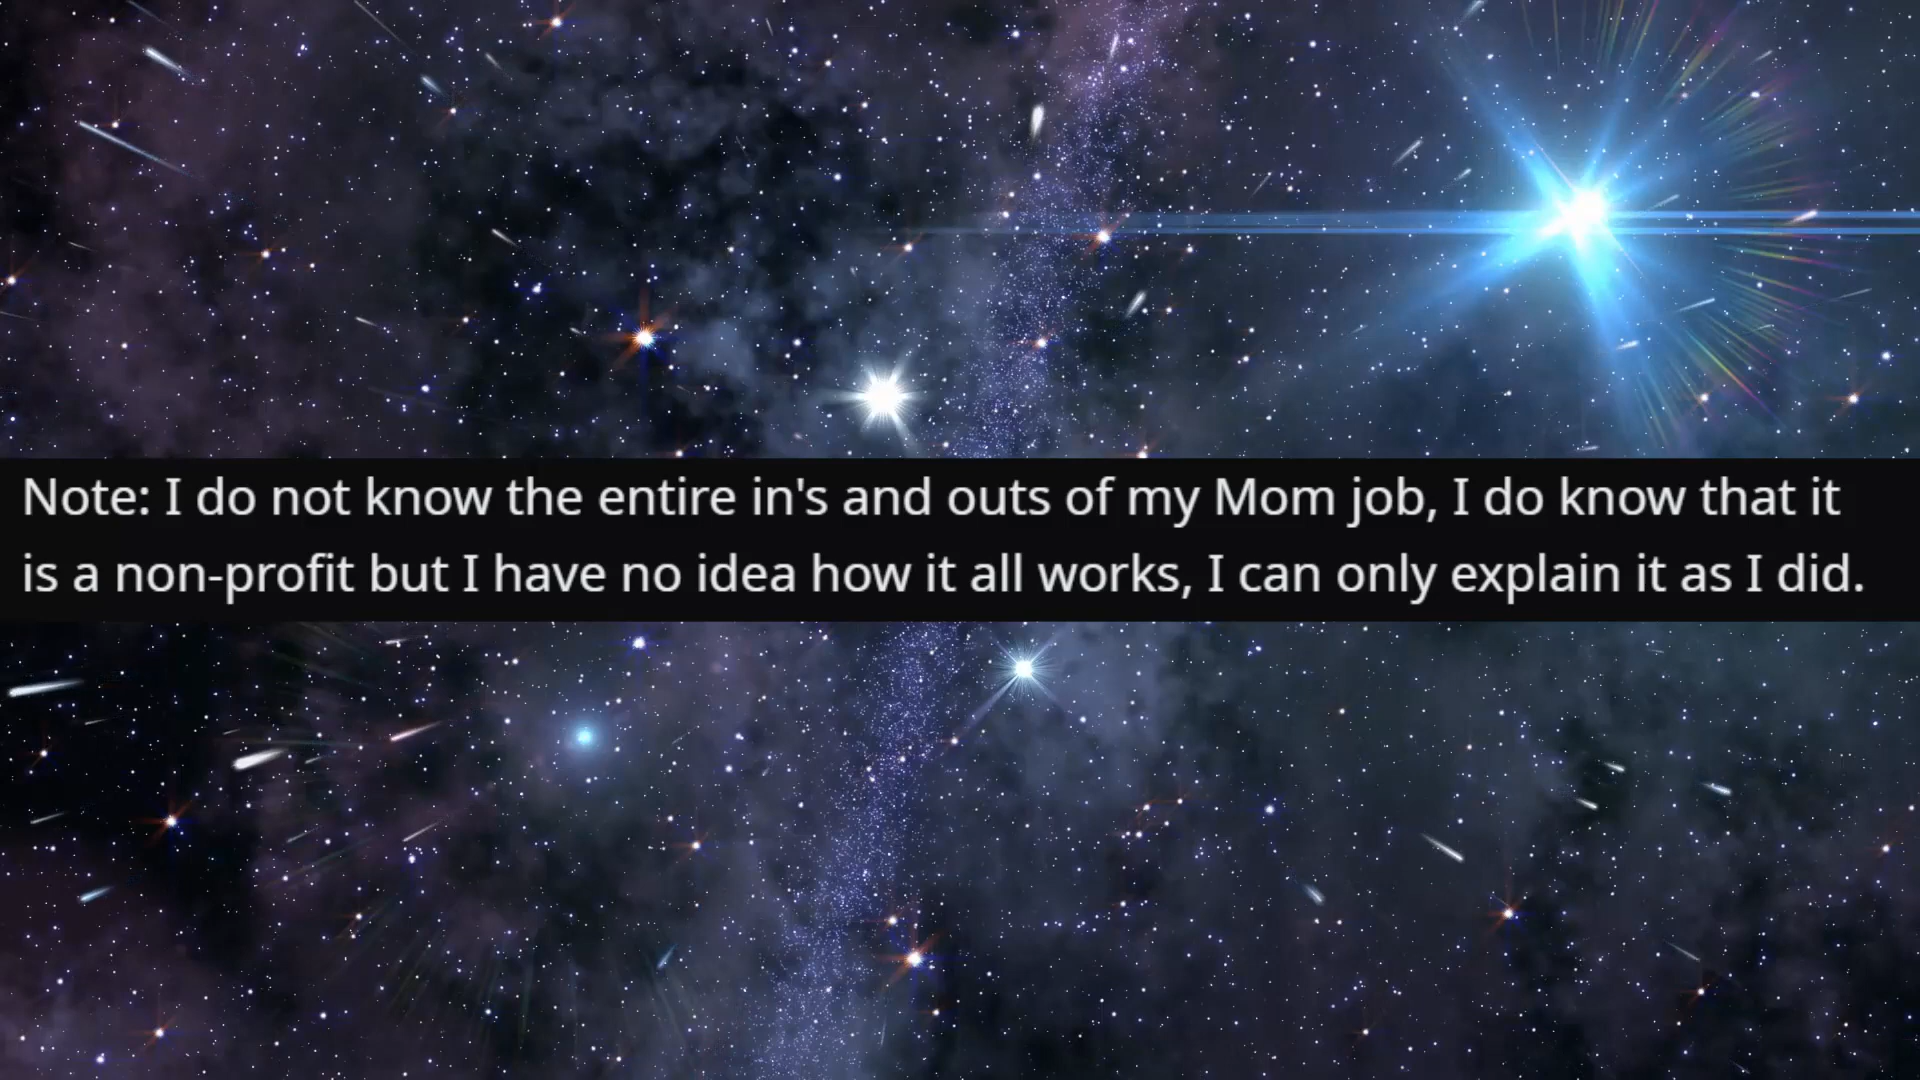 Note: I do not know the entire in's and outs of my Mom job, I do know that it
is a non-profit but I have no idea how it all works, I can only explain it as I did.